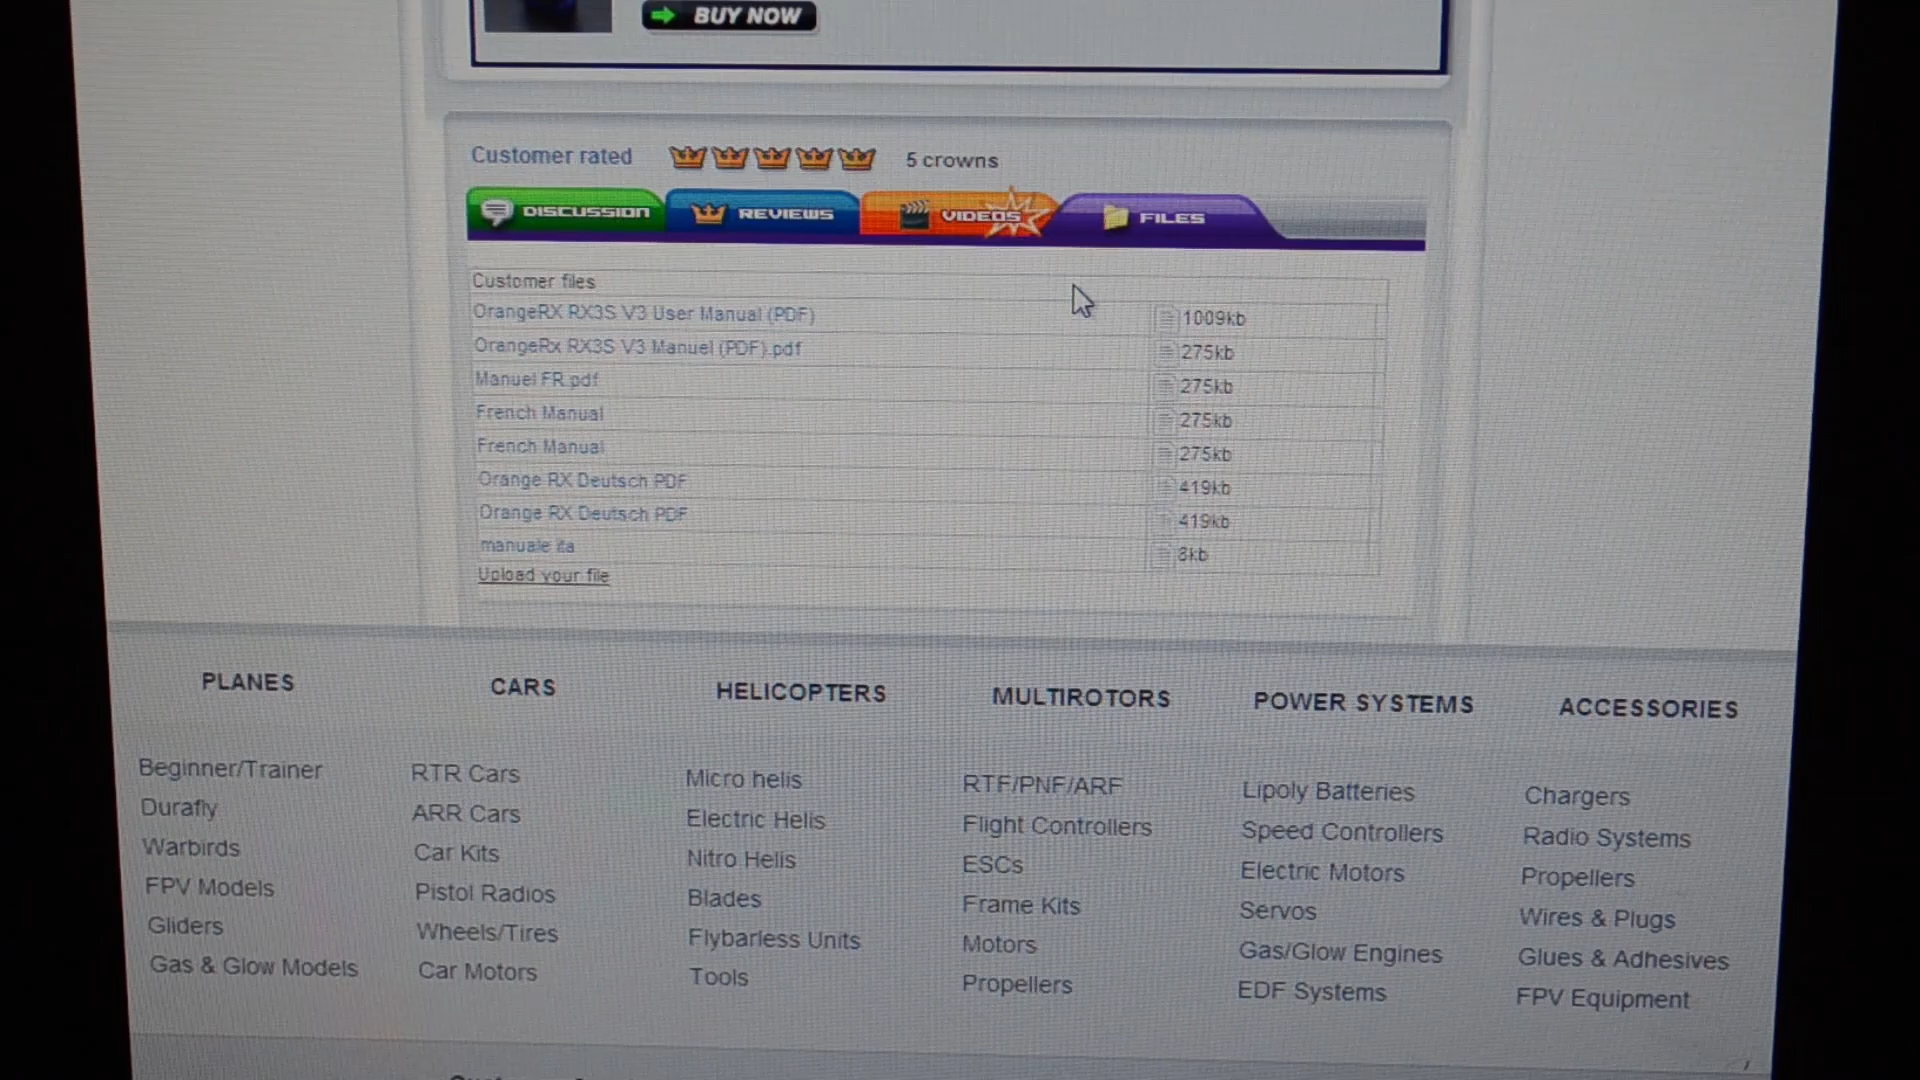 BUY NOW
Customer rated 5 crowns
DISCUSSION REVIEWS VIDEOS FILES
Customer files
OrangeRX RX3S V3 User Manual (PDF) 1009kb
OrangeRx RX3S V3 Manuel (PDF).pdf 275kb
Manuel FR.pdf 275kb
French Manual 275kb
French Manual 275kb
Orange RX Deutsch PDF 419kb
Orange RX Deutsch PDF 419kb
manuale ita 8kb
Upload your file
PLANES CARS HELICOPTERS MULTIROTORS POWER SYSTEMS ACCESSORIES
Beginner/Trainer RTR Cars Micro helis RTF/PNF/ARF Lipoly Batteries Chargers
Durafly ARR Cars Electric Helis Flight Controllers Speed Controllers Radio Systems
Warbirds Car Kits Nitro Helis ESCs Electric Motors Propellers
FPV Models Pistol Radios Blades Frame Kits Servos Wires & Plugs
Gliders Wheels/Tires Flybarless Units Motors Gas/Glow Engines Glues & Adhesives
Gas & Glow Models Car Motors Tools Propellers EDF Systems FPV Equipment